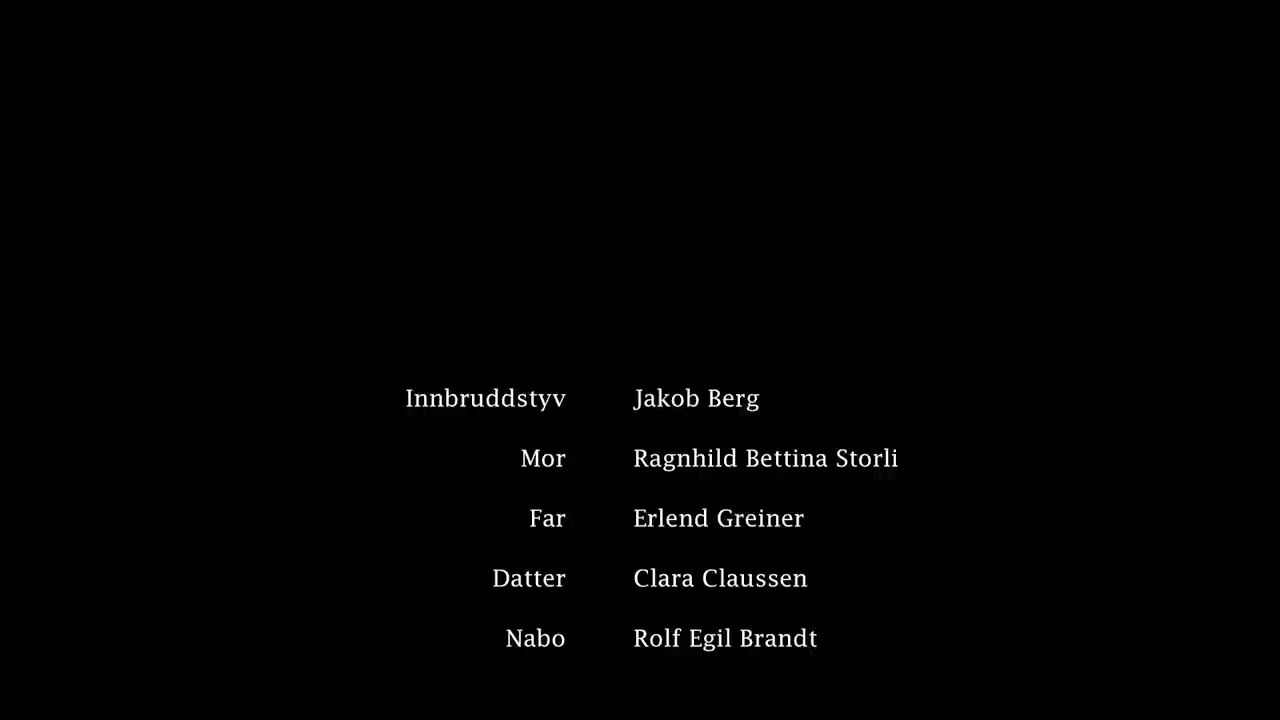 Innbruddstyv Jakob Berg
Mor Ragnhild Bettina Storli
Far Erlend Greiner
Datter Clara Claussen
Nabo Rolf Egil Brandt